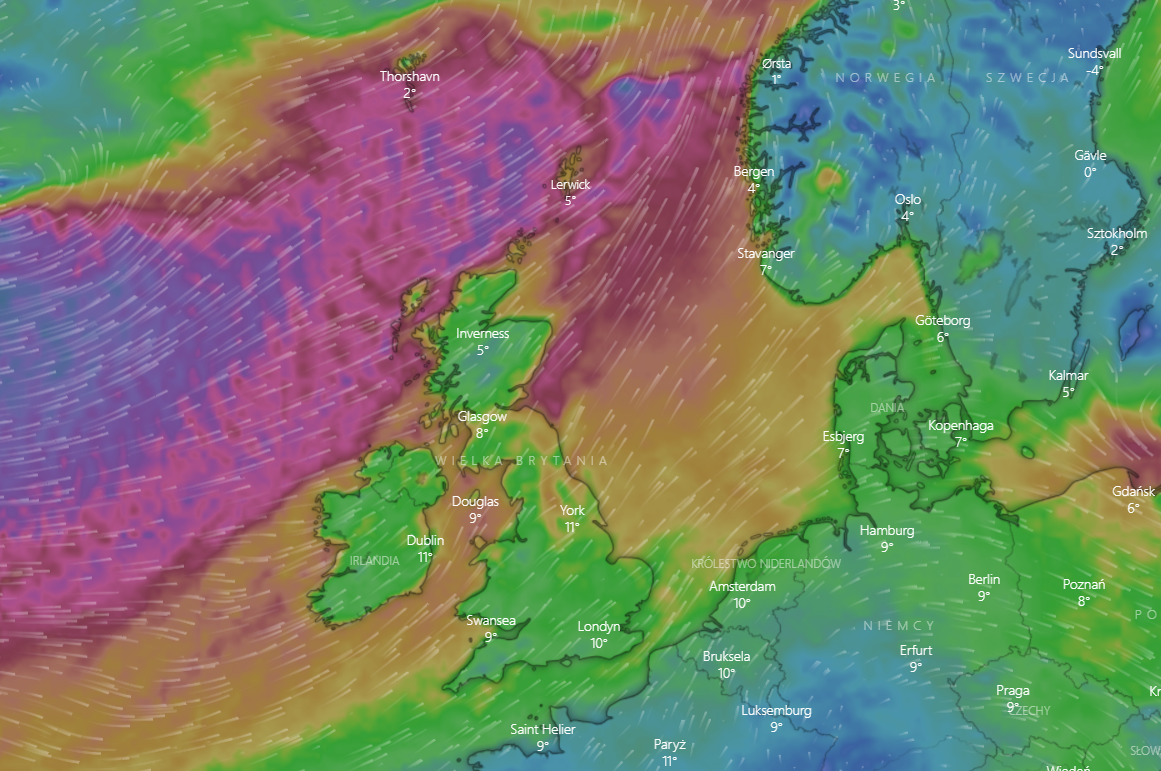 3°
Sundsvall
-4°
Ørsta
1°
NORWEGIA
SZWECJA
Thorshavn
2°
Gävle
0°
Bergen
4°
Lerwick
5°
Oslo
4°
Sztokholm
2°
Stavanger
7°
Göteborg
6°
Inverness
5°
Kalmar
5°
DANIA
Glasgow
8°
Kopenhaga
7°
Esbjerg
7°
WIELKA BRYTANIA
Gdańsk
6°
Douglas
9°
York
11°
Hamburg
9°
Dublin
11°
IRLANDIA
KRÓLESTWO NIDERLANDÓW
Amsterdam
10°
Berlin
9°
Poznań
8°
PO
Swansea
9°
Londyn
10°
NIEMCY
Erfurt
9°
Bruksela
10°
Praga
9°
CZECHY
Kr
Luksemburg
9°
Saint Helier
9°
Paryż
11°
SŁOW
Wiedeń